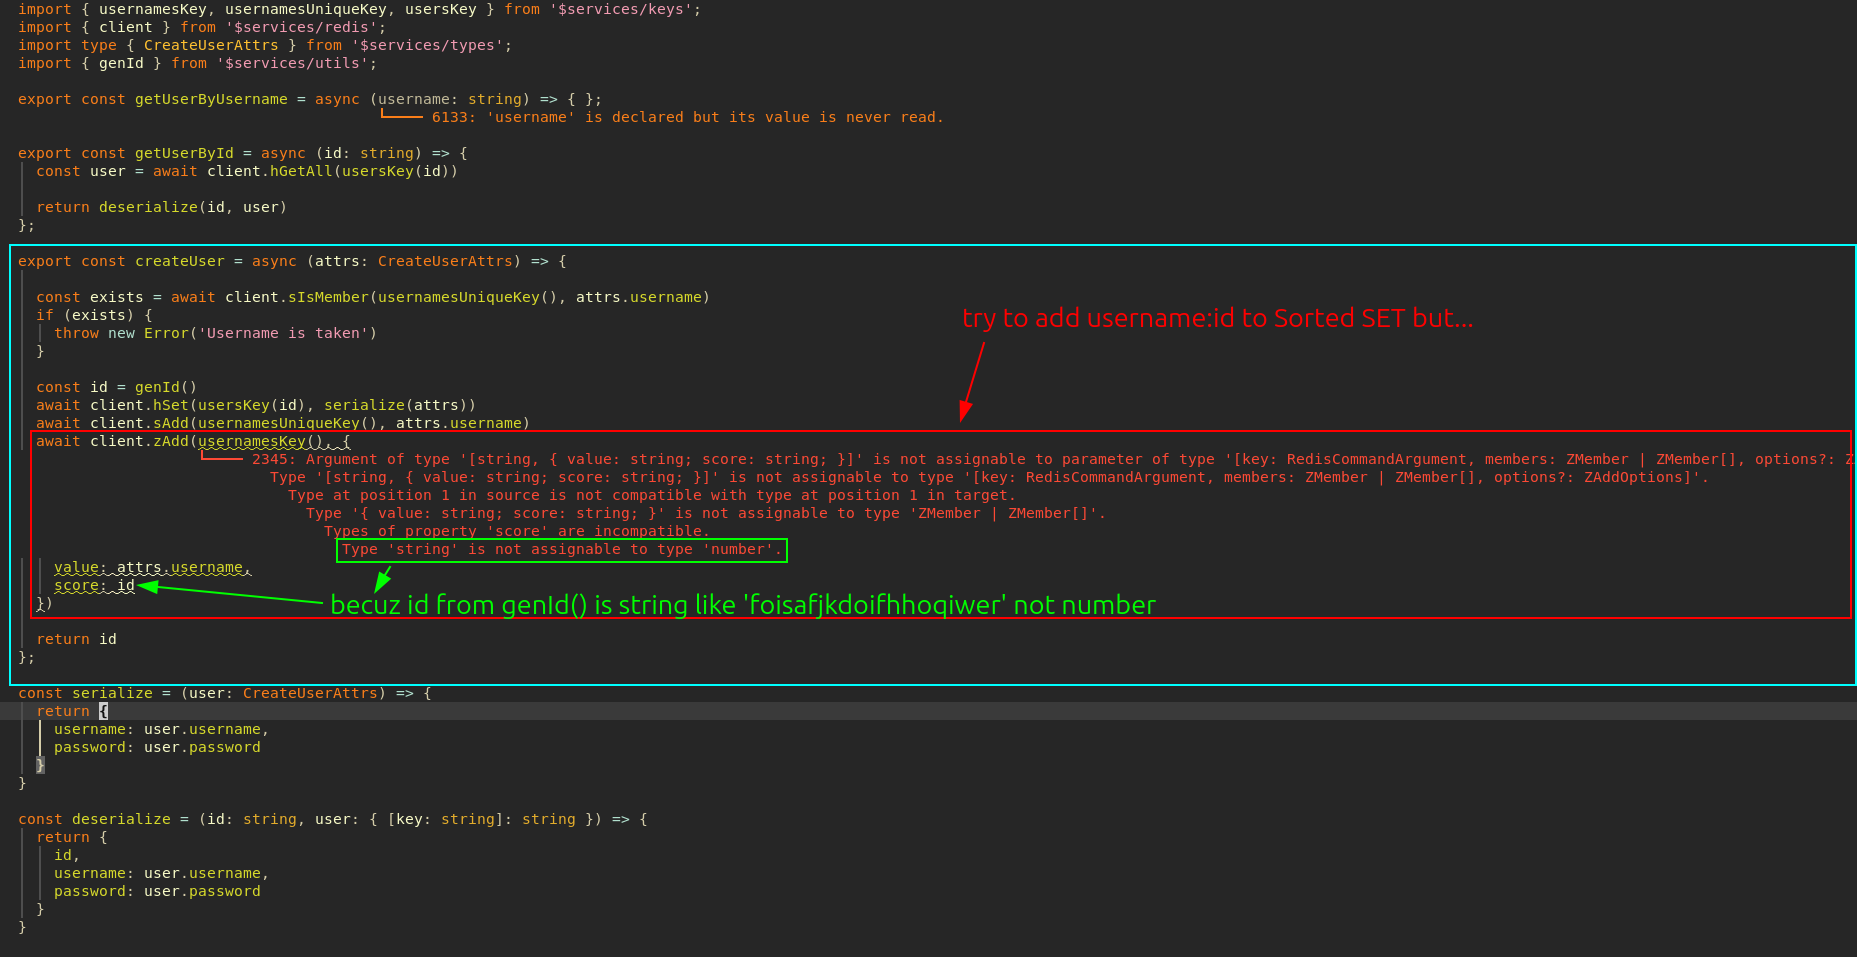 import { usernamesKey, usernamesUniqueKey, usersKey } from '$services/keys';
import { client } from '$services/redis';
import type { CreateUserAttrs } from '$services/types';
import { genId } from '$services/utils';
export const getUserByUsername = async (username: string) => { };
6133: 'username' is declared but its value is never read.
export const getUserById = async (id: string) => {
const user = await client.hGetAll(usersKey(id))
return deserialize(id, user)
};
export const createUser = async (attrs: CreateUserAttrs) => {
const exists = await client.sIsMember(usernamesUniqueKey(), attrs.username)
if (exists) {
try to add username:id to Sorted SET but...
throw new Error('Username is taken')
}
const id = genId()
await client.hSet(usersKey(id), serialize(attrs))
await client.sAdd(usernamesUniqueKey(), attrs.username)
await client.zAdd(usernamesKey(), {
2345: Argument of type '[string, { value: string; score: string; }]' is not assignable to parameter of type '[key: RedisCommandArgument, members: ZMember | ZMember[], options?: Z
Type '[string, { value: string; score: string; }]' is not assignable to type '[key: RedisCommandArgument, members: ZMember | ZMember[], options?: ZAddOptions]'.
Type at position 1 in source is not compatible with type at position 1 in target.
Type '{ value: string; score: string; }' is not assignable to type 'ZMember | ZMember[]'.
Types of property 'score' are incompatible.
Type 'string' is not assignable to type 'number'.
value: attrs.username,
score: id
})
becuz id from genId() is string like 'foisafjkdoifhhoqiwer' not number
return id
};
const serialize = (user: CreateUserAttrs) => {
return {
username: user.username,
password: user.password
}
}
const deserialize = (id: string, user: { [key: string]: string }) => {
return {
id,
username: user.username,
password: user.password
}
}